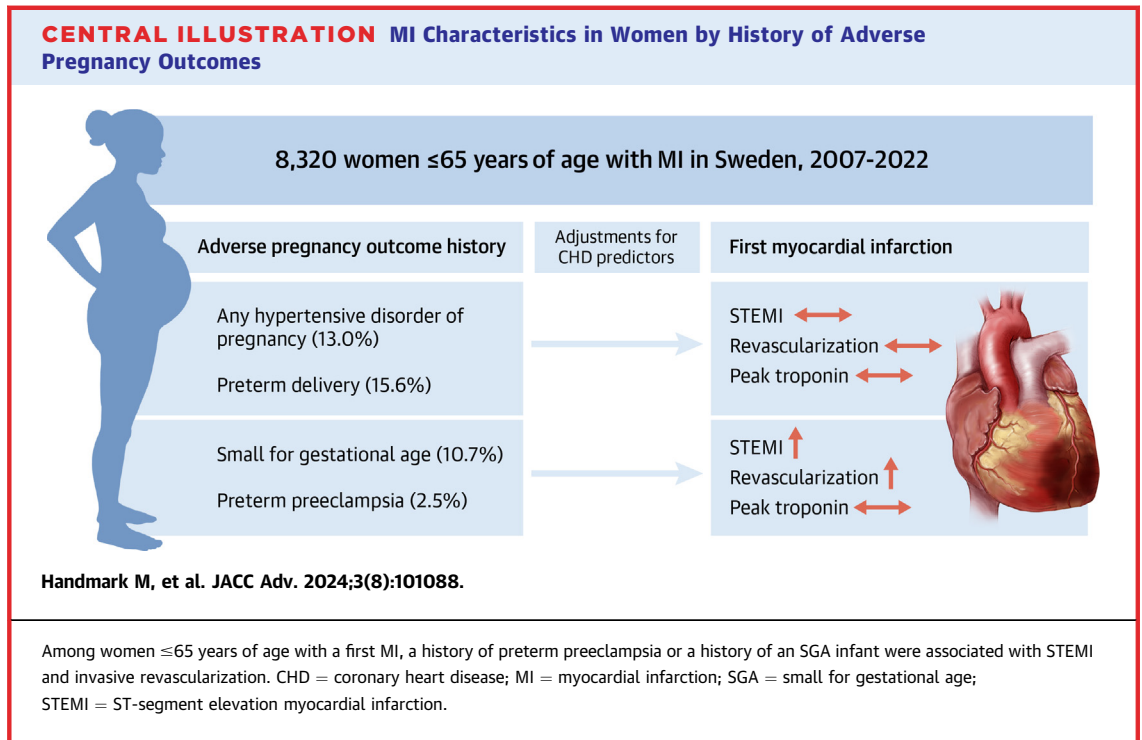 CENTRAL ILLUSTRATION MI Characteristics in Women by History of Adverse
Pregnancy Outcomes
8,320 women ≤65 years of age with MI in Sweden, 2007-2022
Adverse pregnancy outcome history
Adjustments for
CHD predictors
First myocardial infarction
Any hypertensive disorder of
pregnancy (13.0%)
Preterm delivery (15.6%)
STEMI
Revascularization
Peak troponin
Small for gestational age (10.7%)
Preterm preeclampsia (2.5%)
STEMI
Revascularization
Peak troponin
Handmark M, et al. JACC Adv. 2024;3(8):101088.
Among women ≤65 years of age with a first MI, a history of preterm preeclampsia or a history of an SGA infant were associated with STEMI
and invasive revascularization. CHD = coronary heart disease; MI = myocardial infarction; SGA = small for gestational age;
STEMI = ST-segment elevation myocardial infarction.